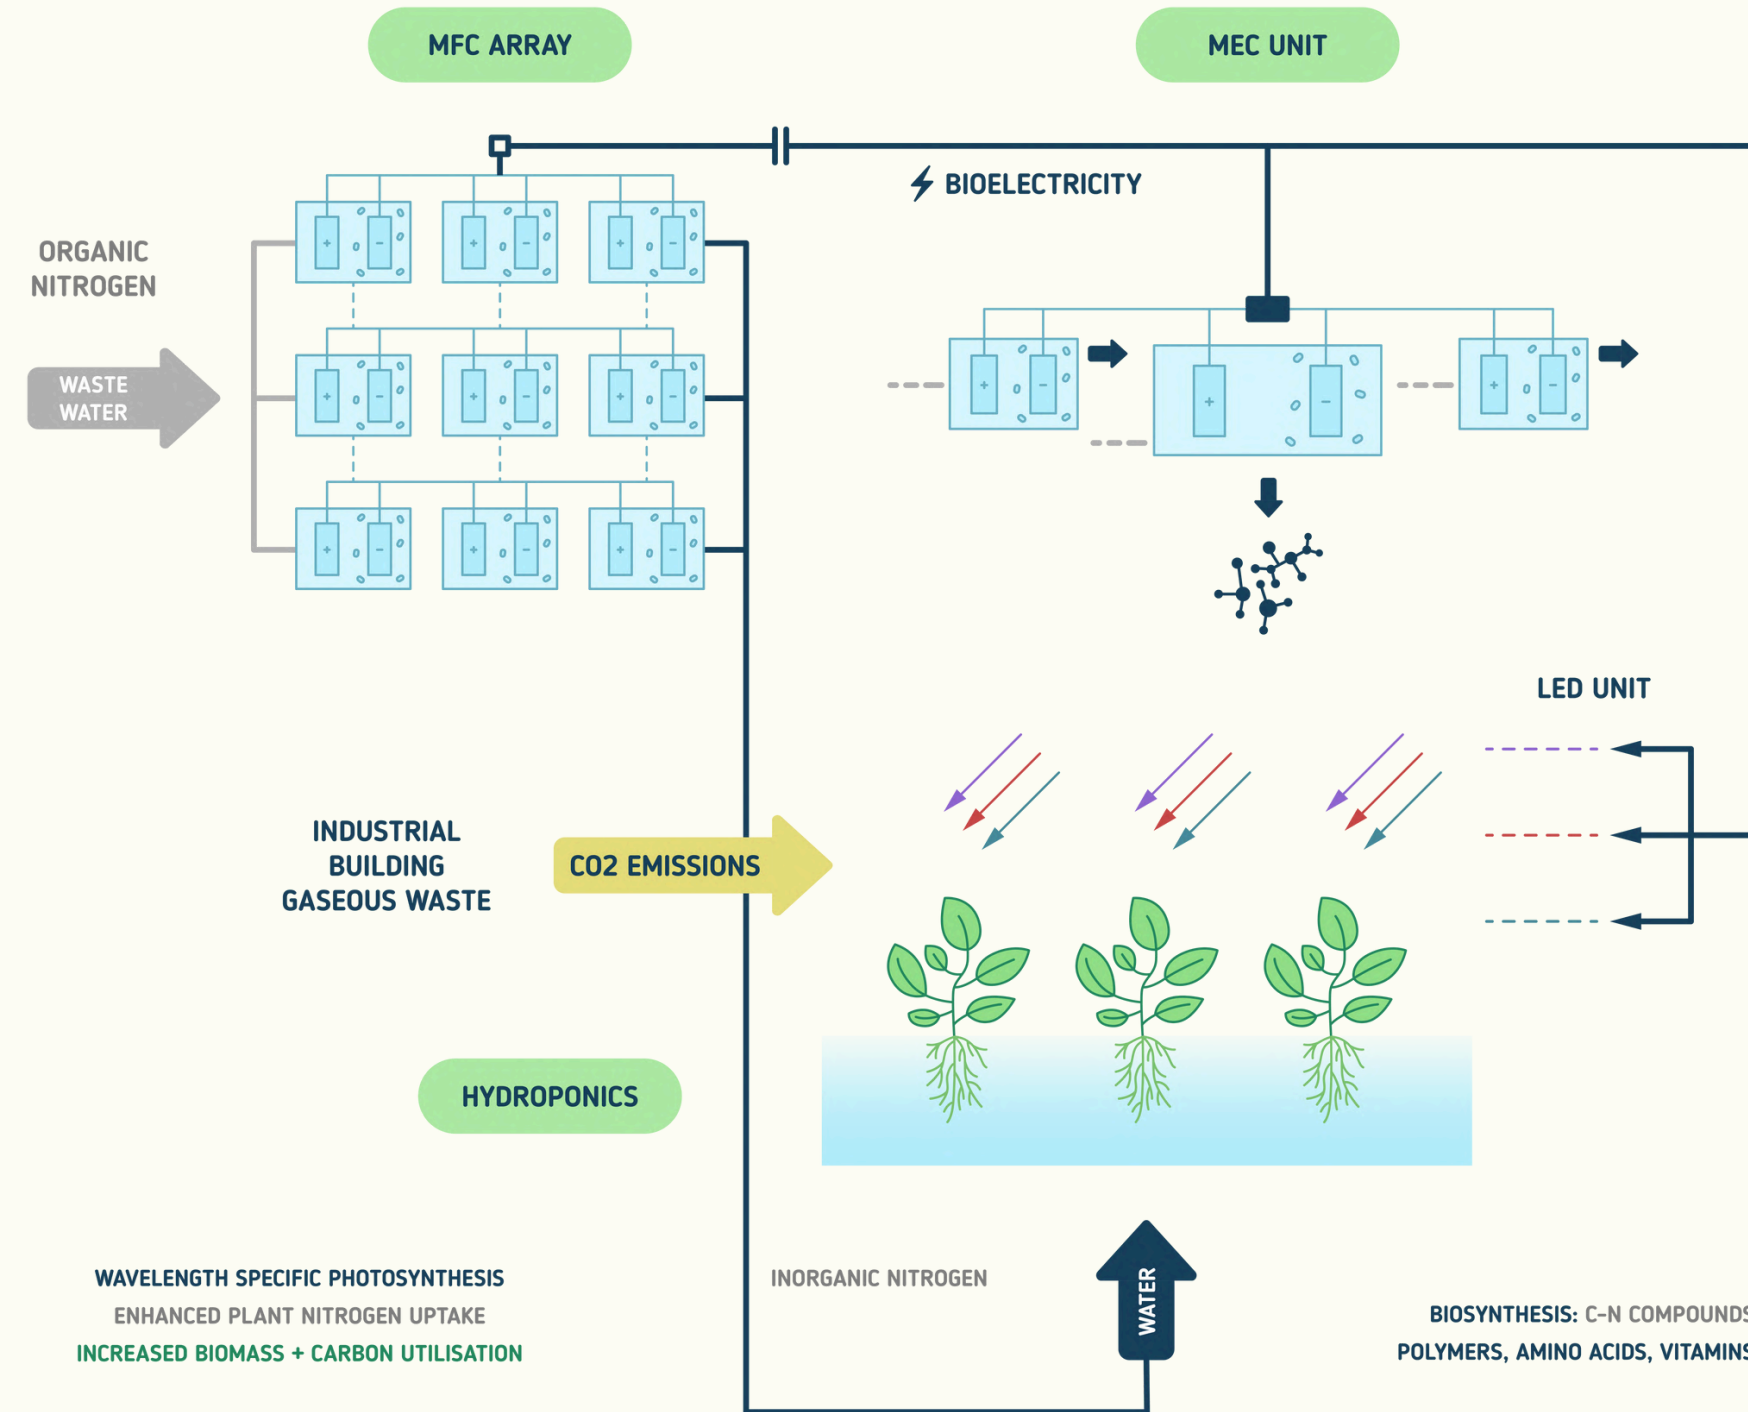 MFC ARRAY
MEC UNIT
BIOELECTRICITY
ORGANIC
NITROGEN
WASTE
WATER
LED UNIT
INDUSTRIAL
BUILDING
GASEOUS WASTE
CO2 EMISSIONS
HYDROPONICS
WAVELENGTH SPECIFIC PHOTOSYNTHESIS
ENHANCED PLANT NITROGEN UPTAKE
INCREASED BIOMASS + CARBON UTILISATION
INORGANIC NITROGEN
WATER
BIOSYNTHESIS: C-N COMPOUNDS
POLYMERS, AMINO ACIDS, VITAMINS